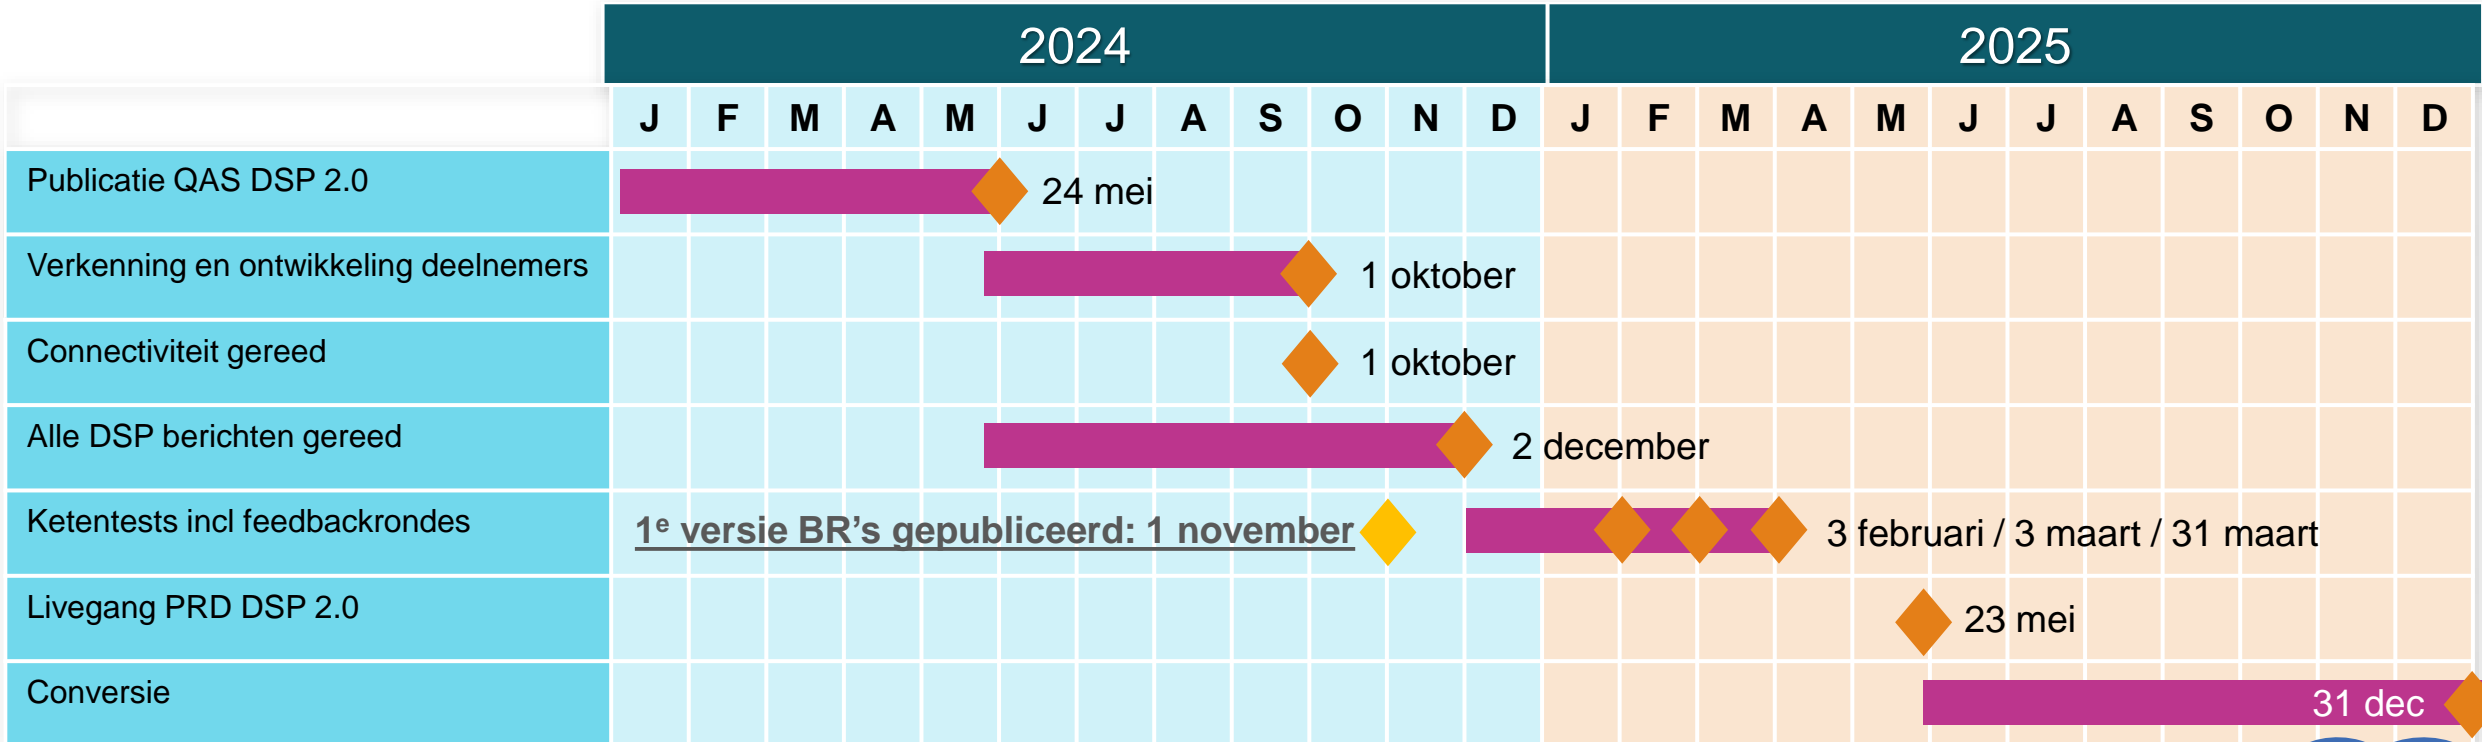 2024 2025
J F M A M J J A S O N D J F M A M J J A S O N D
Publicatie QAS DSP 2.0 24 mei
Verkenning en ontwikkeling deelnemers 1 oktober
Connectiviteit gereed 1 oktober
Alle DSP berichten gereed 2 december
Ketentests incl feedbackrondes 1e versie BR’s gepubliceerd: 1 november 3 februari / 3 maart / 31 maart
Livegang PRD DSP 2.0 23 mei
Conversie 31 dec